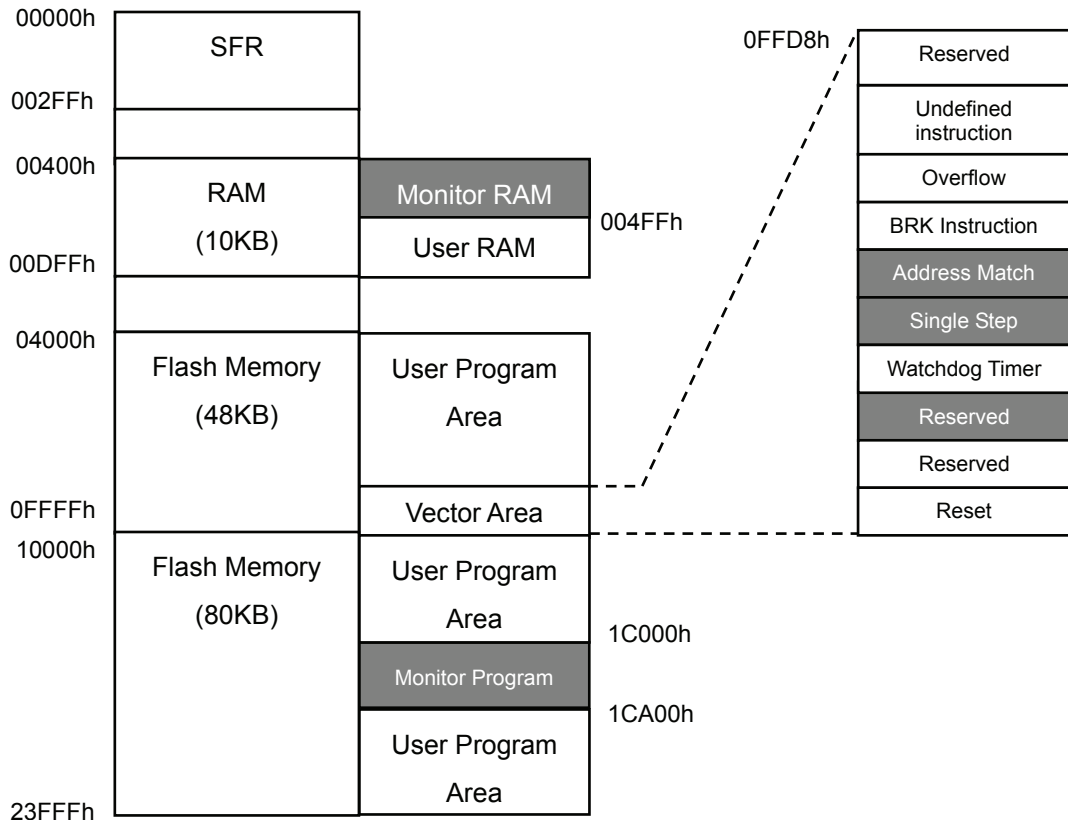 00000h
SFR
002FFh
00400h
RAM
(10KB)
00DFFh
Monitor RAM
User RAM
004FFh
04000h
Flash Memory
(48KB)
0FFFFh
User Program
Area
Vector Area
10000h
Flash Memory
(80KB)
23FFFh
User Program
Area
1C000h
Monitor Program
1CA00h
User Program
Area
0FFD8h
Reserved
Undefined
instruction
Overflow
BRK Instruction
Address Match
Single Step
Watchdog Timer
Reserved
Reserved
Reset